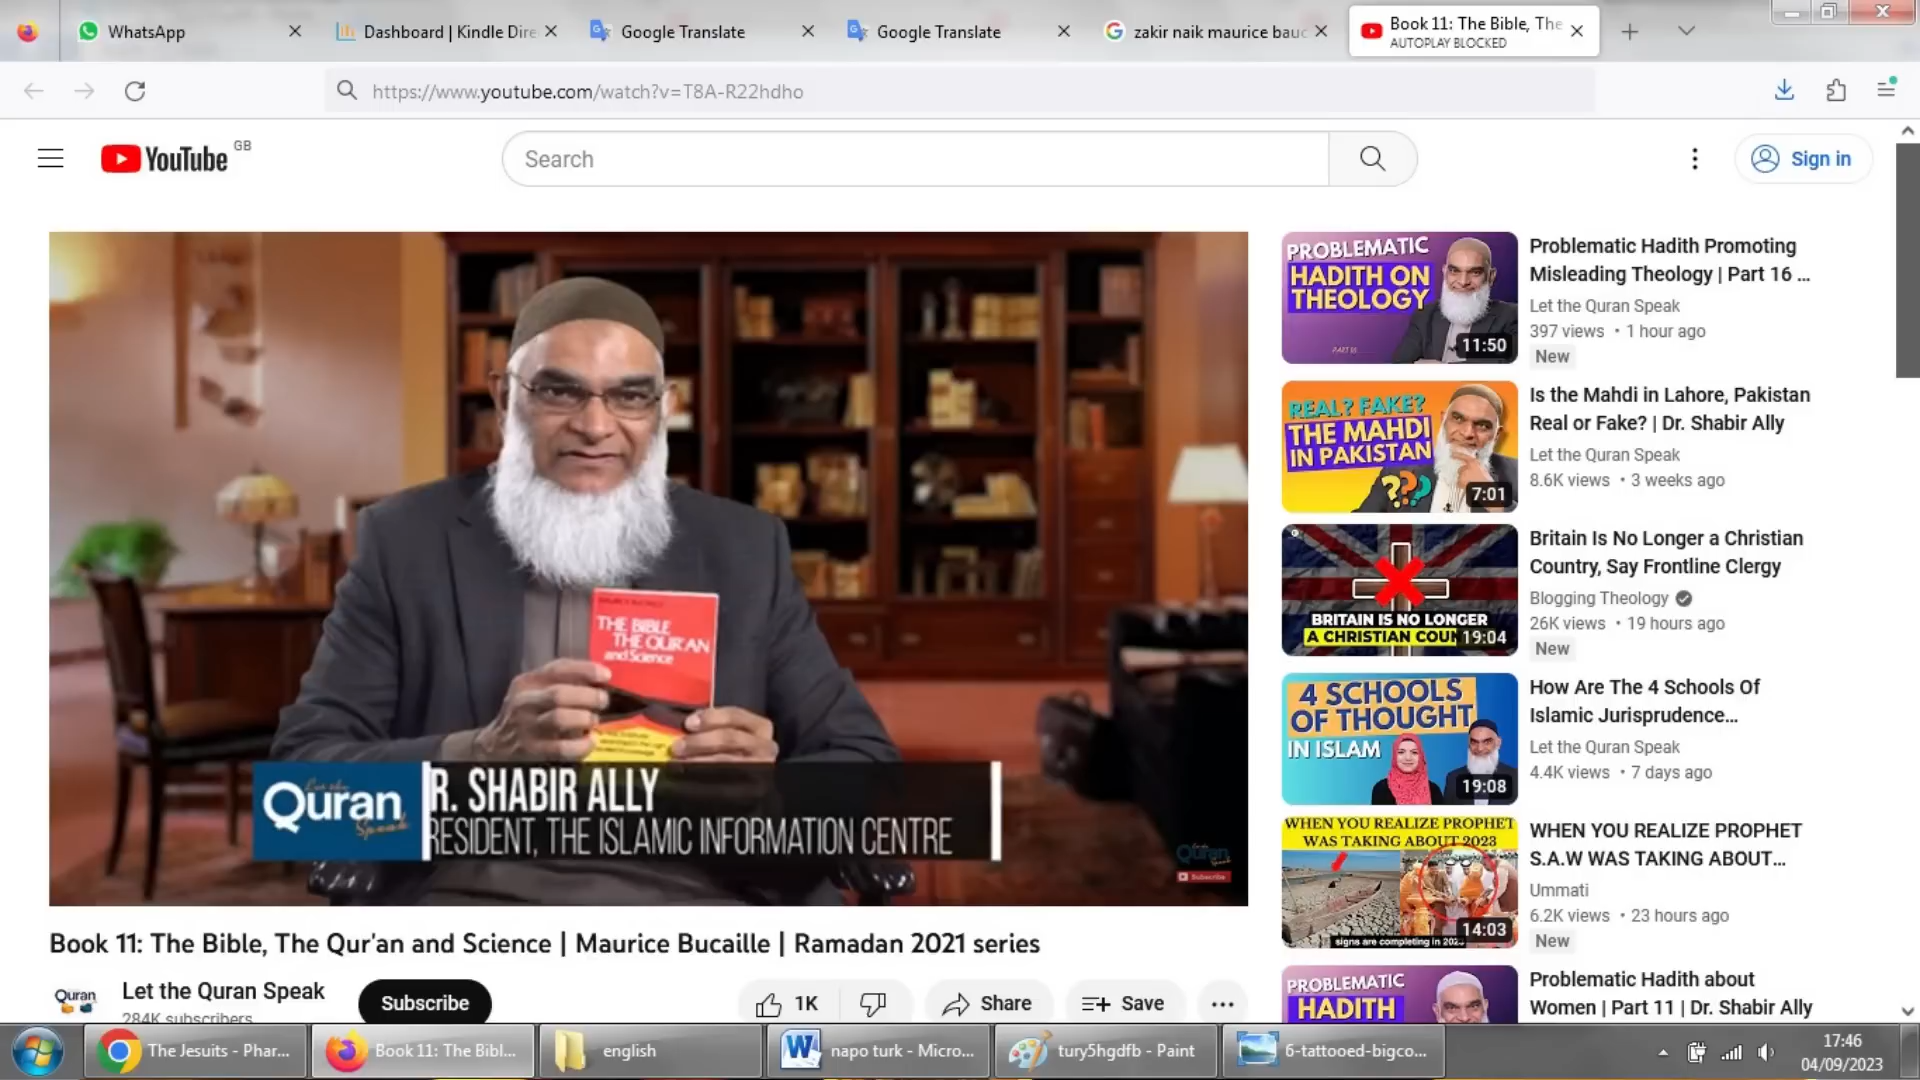 WhatsApp
Dashboard | Kindle Dire
Google Translate
Google Translate
zakir naik maurice bauc
Book 11: The Bible, The
AUTOPLAY BLOCKED
https://www.youtube.com/watch?v=T8A-R22hdho
YouTube GB
Search
Sign in
THE BIBLE
THE QUR'AN
and Science
Quran
Speak
R. SHABIR ALLY
RESIDENT, THE ISLAMIC INFORMATION CENTRE
Quran
Subscribe
Book 11: The Bible, The Qur'an and Science | Maurice Bucaille | Ramadan 2021 series
Quran
Let the Quran Speak
284K subscribers
Subscribe
1K
Share
Save
PROBLEMATIC
HADITH ON
THEOLOGY
11:50
Problematic Hadith Promoting
Misleading Theology | Part 16 ...
Let the Quran Speak
397 views • 1 hour ago
New
REAL? FAKE?
THE MAHDI
IN PAKISTAN
???
7:01
Is the Mahdi in Lahore, Pakistan
Real or Fake? | Dr. Shabir Ally
Let the Quran Speak
8.6K views • 3 weeks ago
BRITAIN IS NO LONGER
A CHRISTIAN COUN
19:04
Britain Is No Longer a Christian
Country, Say Frontline Clergy
Blogging Theology
26K views • 19 hours ago
New
4 SCHOOLS
OF THOUGHT
IN ISLAM
19:08
How Are The 4 Schools Of
Islamic Jurisprudence...
Let the Quran Speak
4.4K views • 7 days ago
WHEN YOU REALIZE PROPHET
WAS TAKING ABOUT 2023
signs are completing in 202
14:03
WHEN YOU REALIZE PROPHET
S.A.W WAS TAKING ABOUT...
Ummati
6.2K views • 23 hours ago
New
PROBLEMATIC
HADITH
Problematic Hadith about
Women | Part 11 | Dr. Shabir Ally
The Jesuits - Phar...
Book 11: The Bibl...
english
napo turk - Micro...
tury5hgdfb - Paint
6-tattooed-bigco...
17:46
04/09/2023